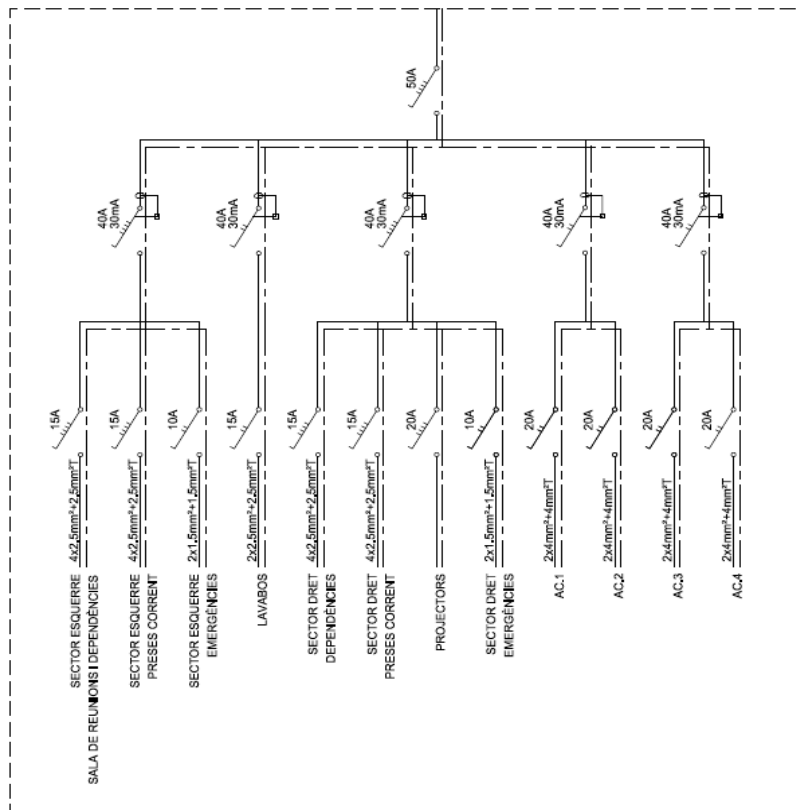 50A
40A
30mA
40A
30mA
40A
30mA
40A
30mA
40A
30mA
15A
15A
10A
15A
15A
15A
20A
10A
20A
20A
20A
20A
4x2.5mm²+2.5mm²T
4x2.5mm²+2.5mm²T
2x1.5mm²+1.5mm²T
2x2.5mm²+2.5mm²T
4x2.5mm²+2.5mm²T
4x2.5mm²+2.5mm²T
2x1.5mm²+1.5mm²T
2x4mm²+4mm²T
2x4mm²+4mm²T
2x4mm²+4mm²T
2x4mm²+4mm²T
SECTOR ESQUERRE
SALA DE REUNIONS I DEPENDÈNCIES
SECTOR ESQUERRE
PRESES CORRENT
SECTOR ESQUERRE
EMERGÈNCIES
LAVABOS
SECTOR DRET
DEPENDÈNCIES
SECTOR DRET
PRESES CORRENT
PROJECTORS
SECTOR DRET
EMERGÈNCIES
AC.1
AC.2
AC.3
AC.4